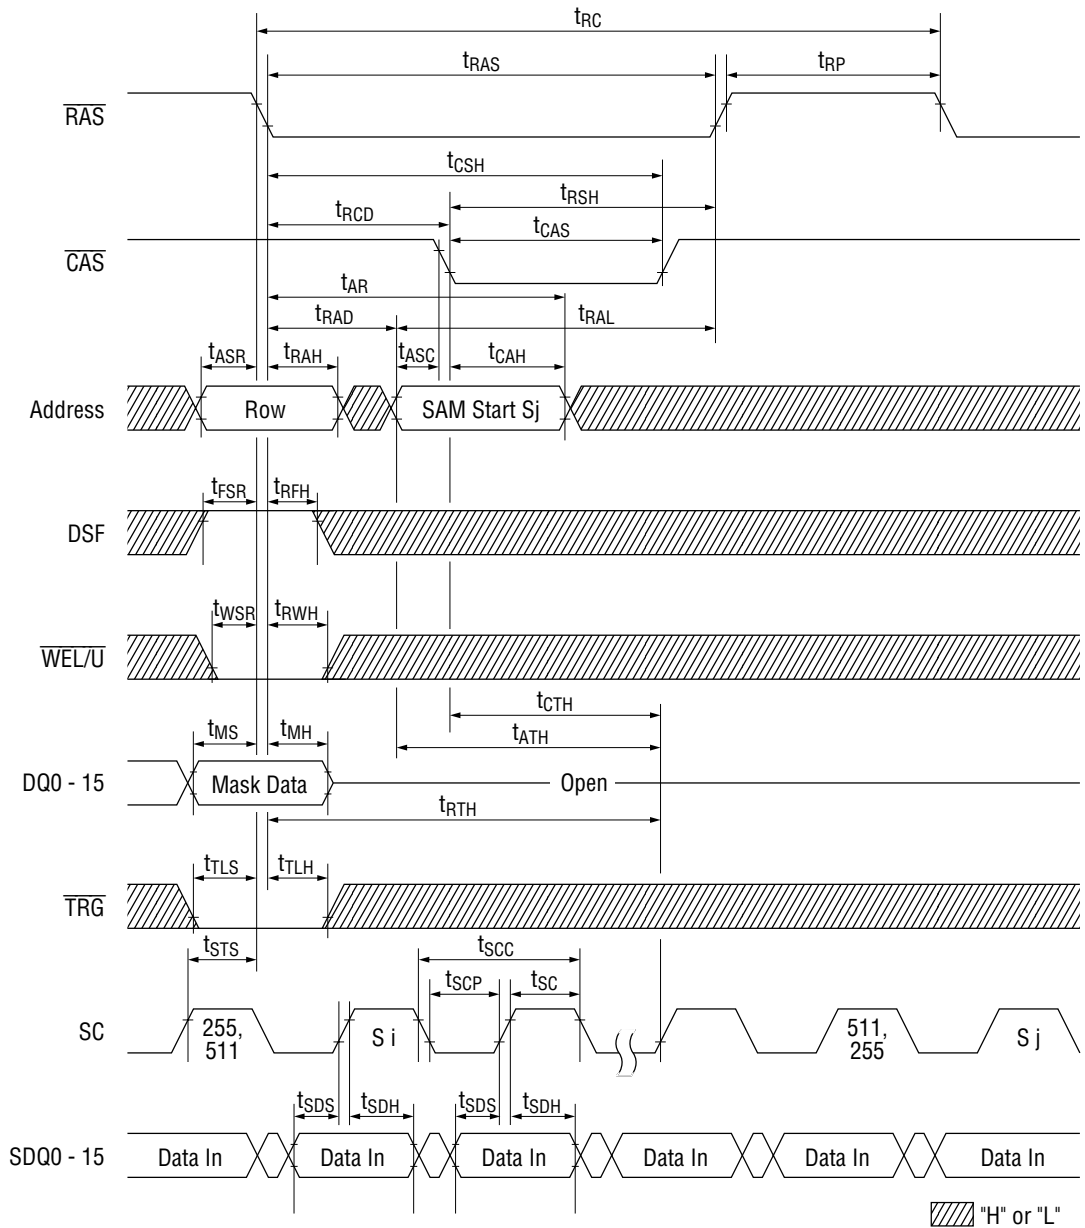 tRC
tRAS
tRP
RAS
tCSH
tRSH
tRCD
tCAS
CAS
tAR
tRAD
tRAL
tASR
tRAH
tASC
tCAH
Address
Row
SAM Start Sj
tFSR
tRFH
DSF
tWSR
tRWH
WEL/U
tCTH
tMS
tMH
tATH
DQ0 - 15
Mask Data
Open
tRTH
tTLS
tTLH
TRG
tSTS
tSCC
tSCP
tSC
SC
255,
511
S i
511,
255
S j
tSDS
tSDH
tSDS
tSDH
SDQ0 - 15
Data In
Data In
Data In
Data In
Data In
Data In
"H" or "L"